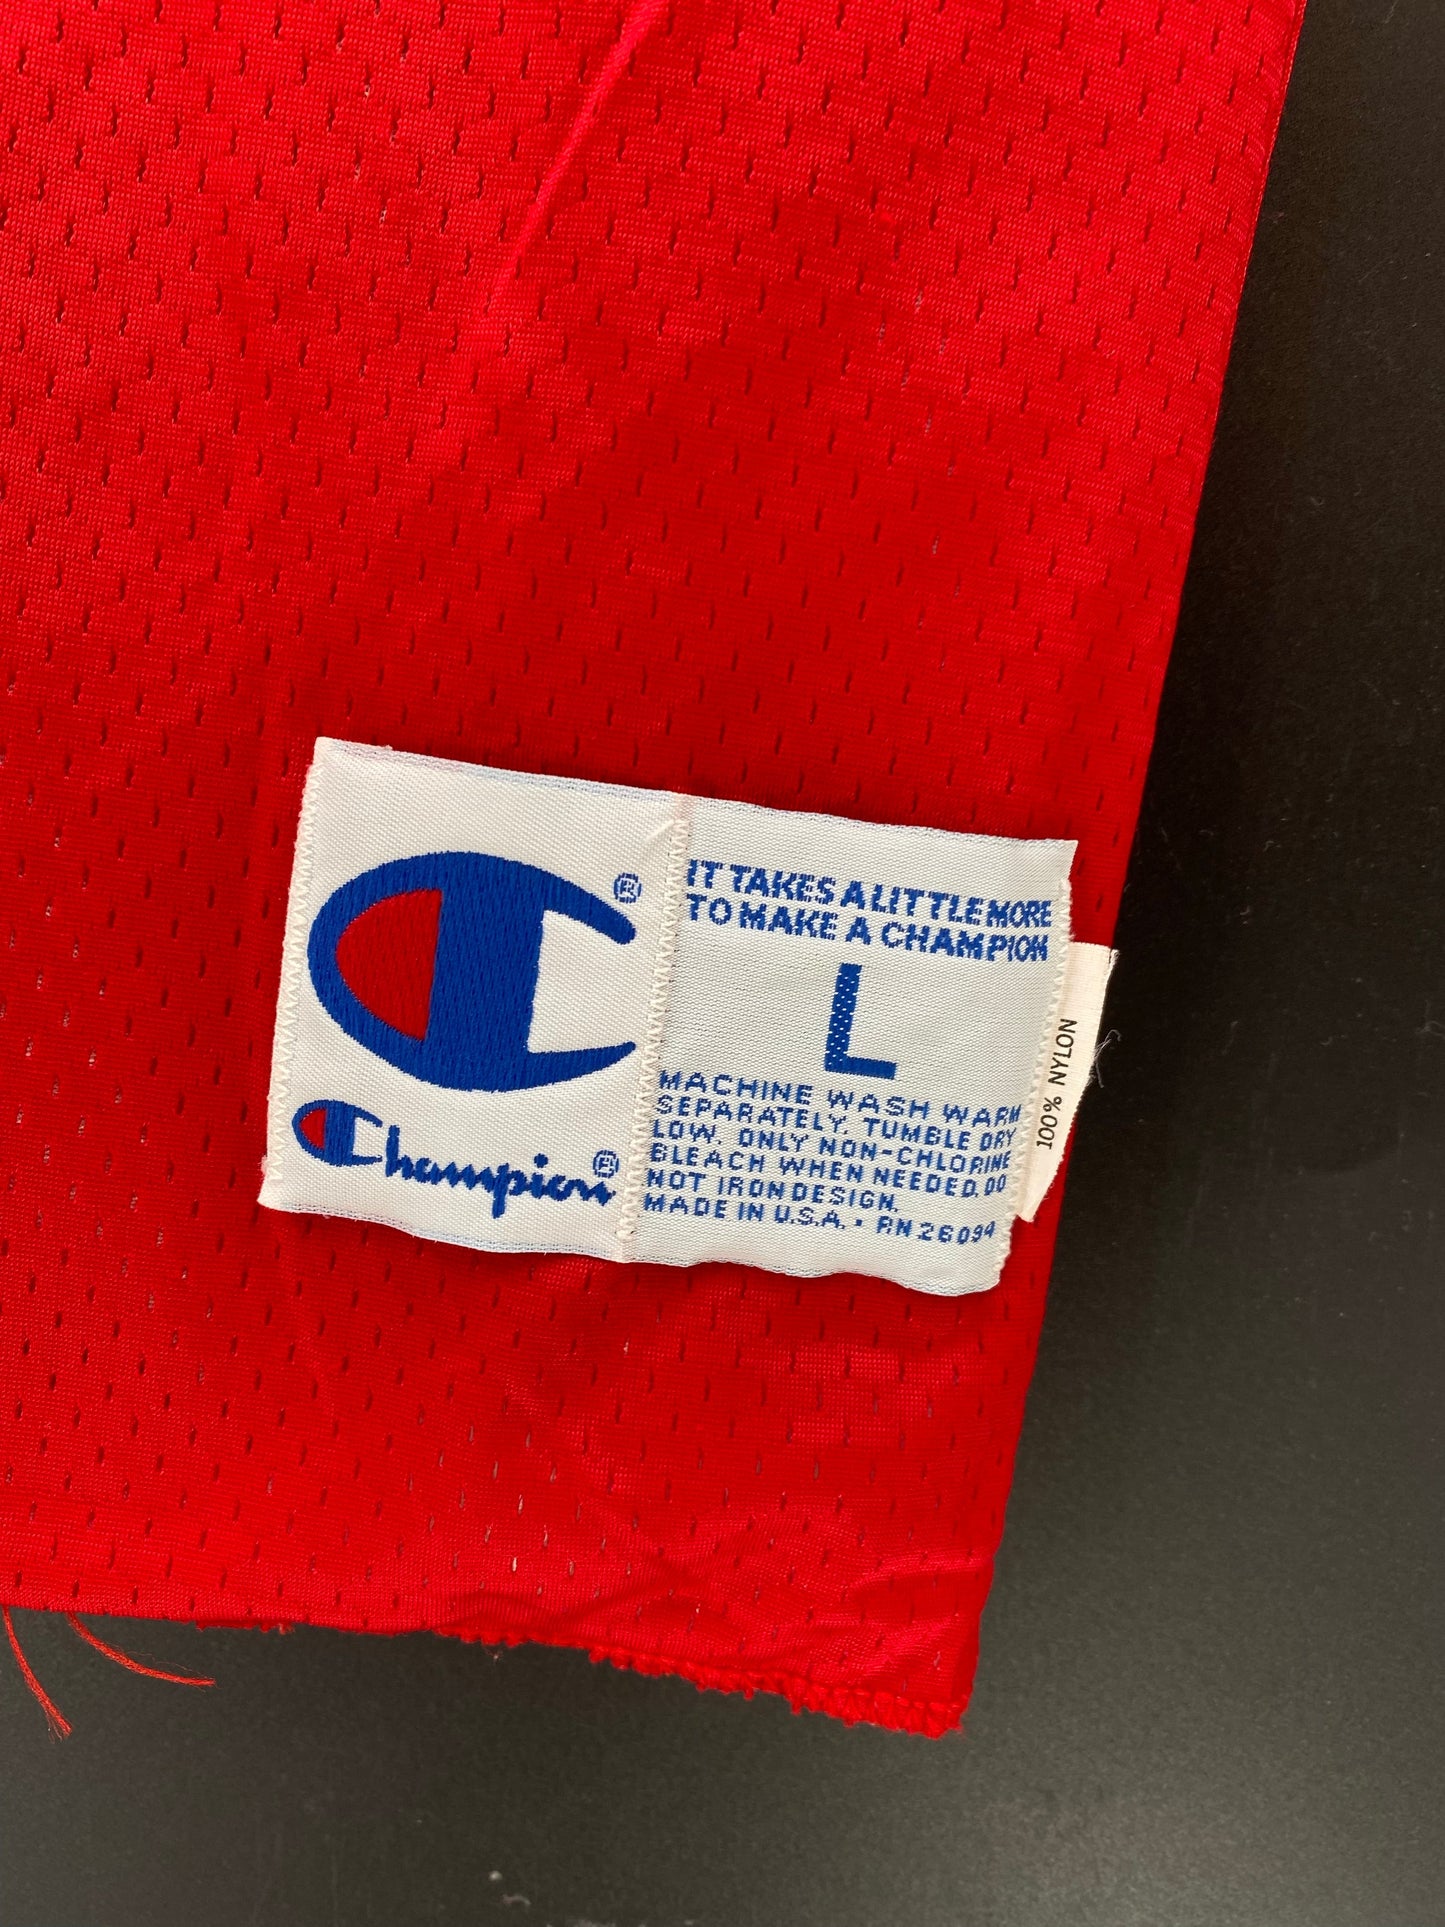 ®
Champion®
IT TAKES A LITTLE MORE
TO MAKE A CHAMPION
L
MACHINE WASH WARM
SEPARATELY. TUMBLE DRY
LOW. ONLY NON-CHLORINE
BLEACH WHEN NEEDED. DO
NOT IRON DESIGN.
MADE IN U.S.A. • RN 26094
100% NYLON